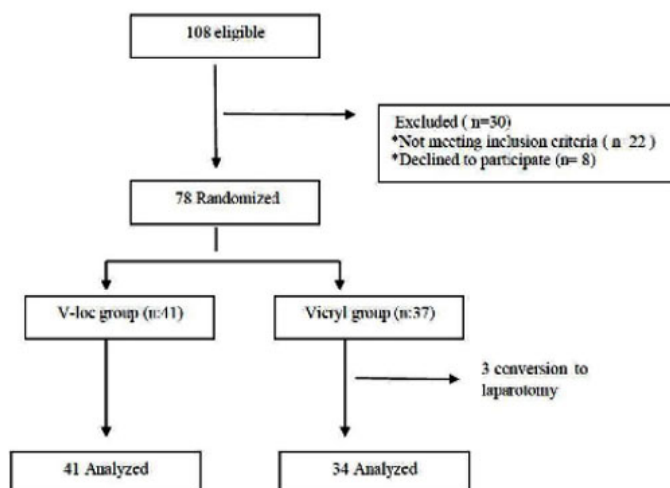 108 eligible
Excluded ( n=30)
*Not meeting inclusion criteria ( n 22 )
*Declined to participate (n= 8)
78 Randomized
V-loc group (n:41)
Vicryl group (n:37)
3 conversion to
laparotomy
41 Analyzed
34 Analyzed